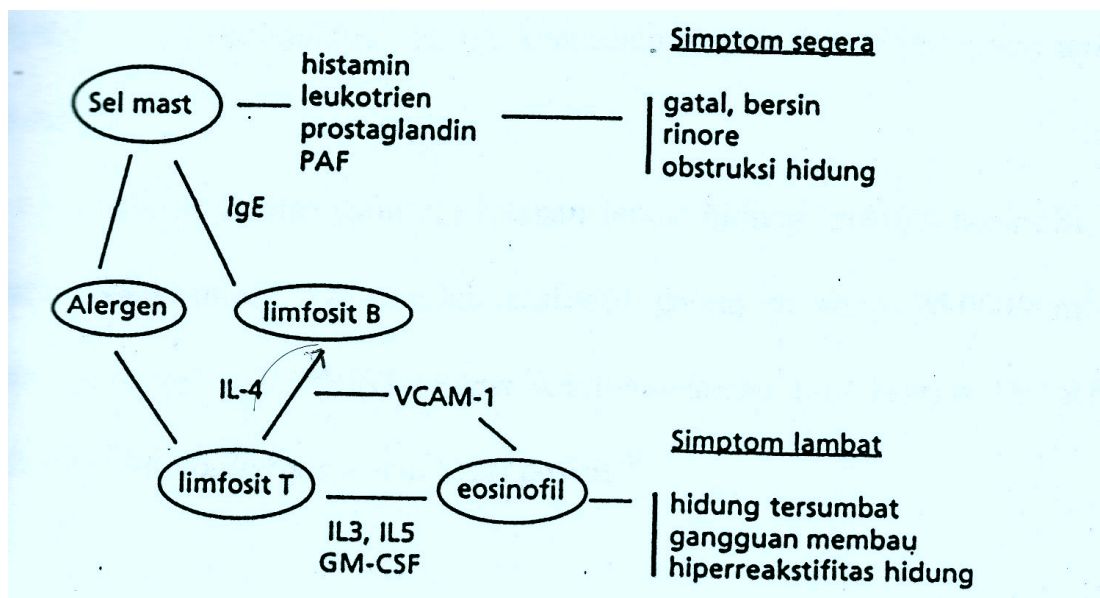 Simptom segera
Sel mast
histamin
leukotrien
prostaglandin
PAF
gatal, bersin
rinore
obstruksi hidung
IgE
Alergen
limfosit B
IL-4
VCAM-1
Simptom lambat
limfosit T
eosinofil
IL3, IL5
GM-CSF
hidung tersumbat
gangguan membau
hiperreakstifitas hidung